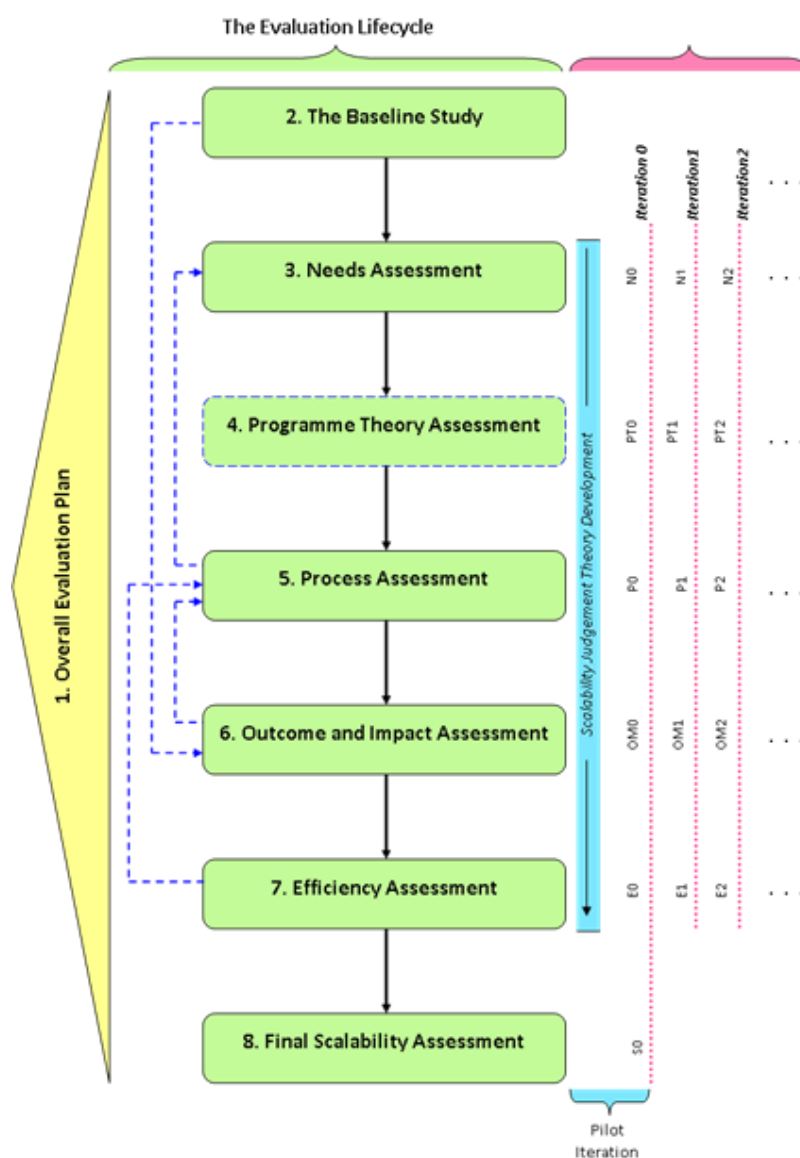 The Evaluation Lifecycle
2. The Baseline Study
Iteration 0
Iteration1
Iteration2
. .
3. Needs Assessment
N0
N1
N2
. .
4. Programme Theory Assessment
PT0
PT1
PT2
. .
1. Overall Evaluation Plan
Scalability Judgement Theory Development
5. Process Assessment
P0
P1
P2
. .
6. Outcome and Impact Assessment
OM0
OM1
OM2
. .
7. Efficiency Assessment
E0
E1
E2
. .
8. Final Scalability Assessment
S0
Pilot
Iteration